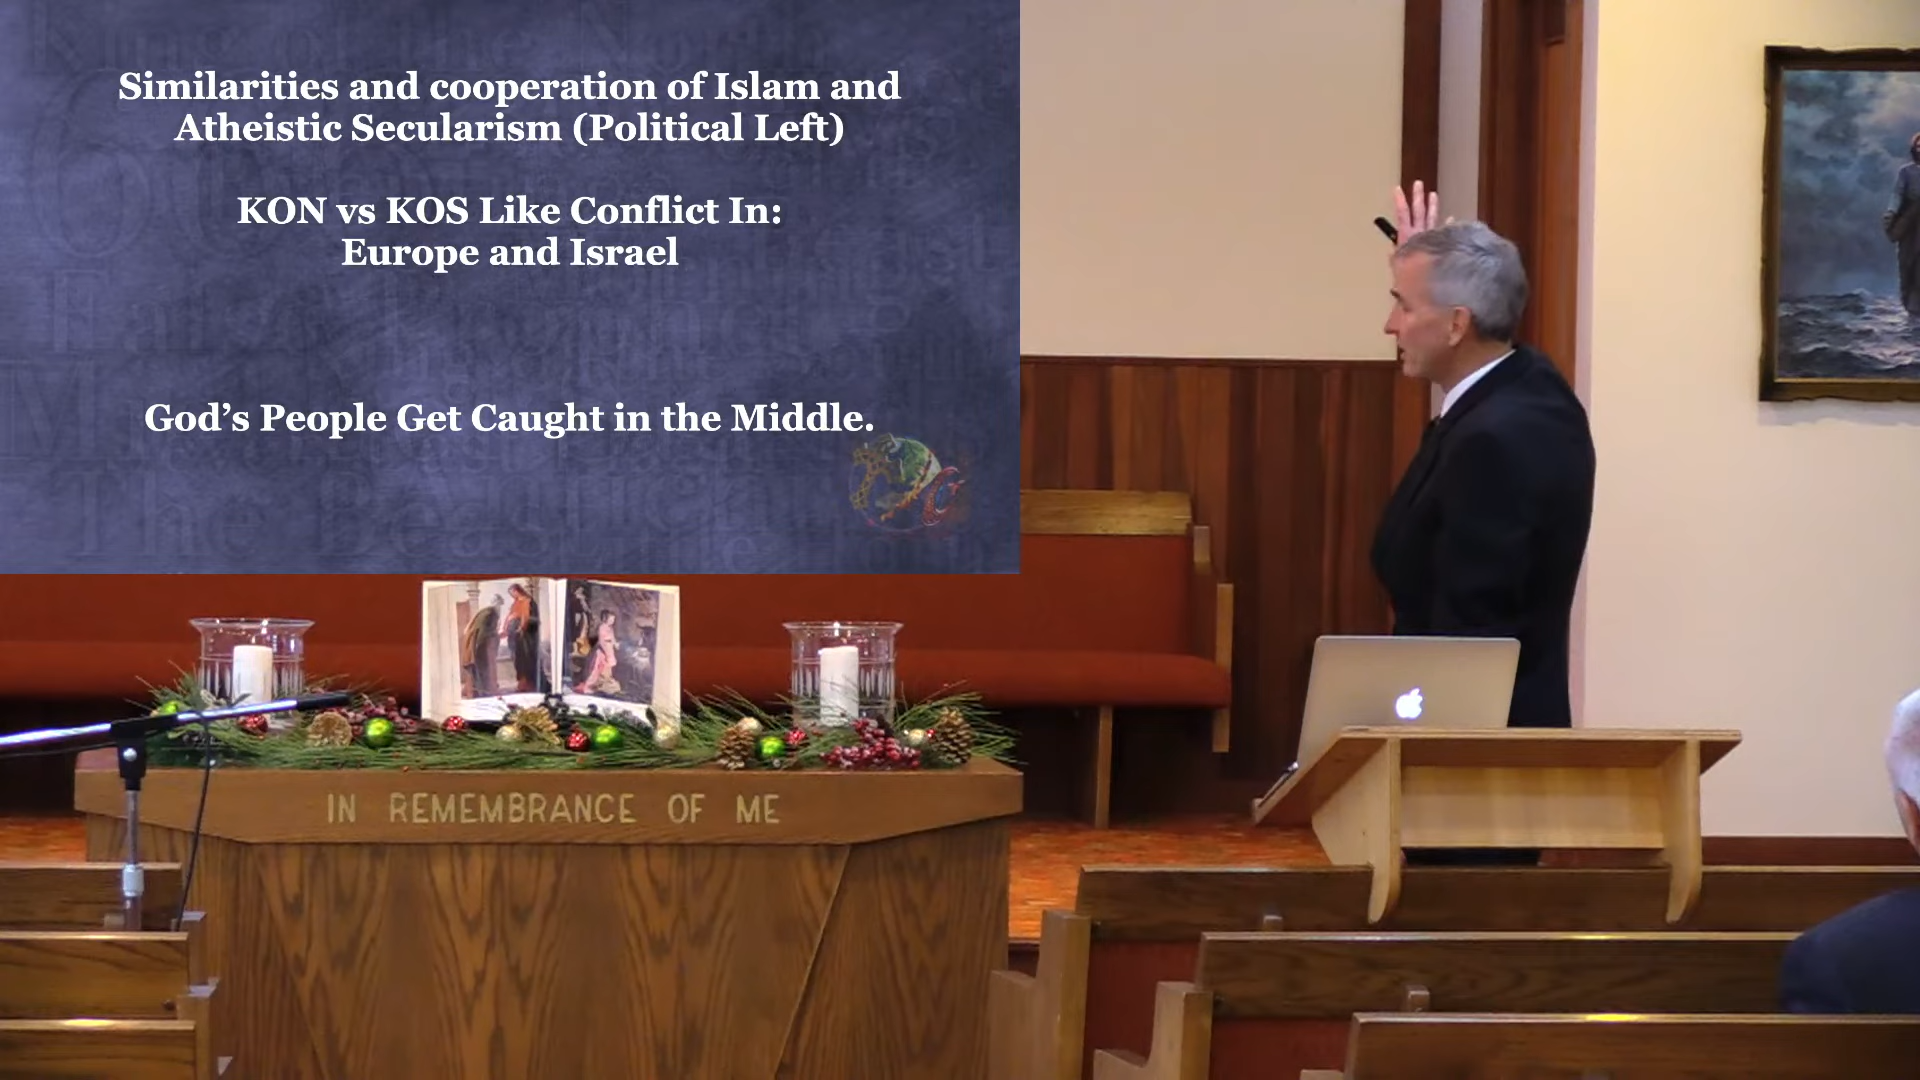 Similarities and cooperation of Islam and
Atheistic Secularism (Political Left)
KON vs KOS Like Conflict In:
Europe and Israel
God's People Get Caught in the Middle.
IN REMEMBRANCE OF ME